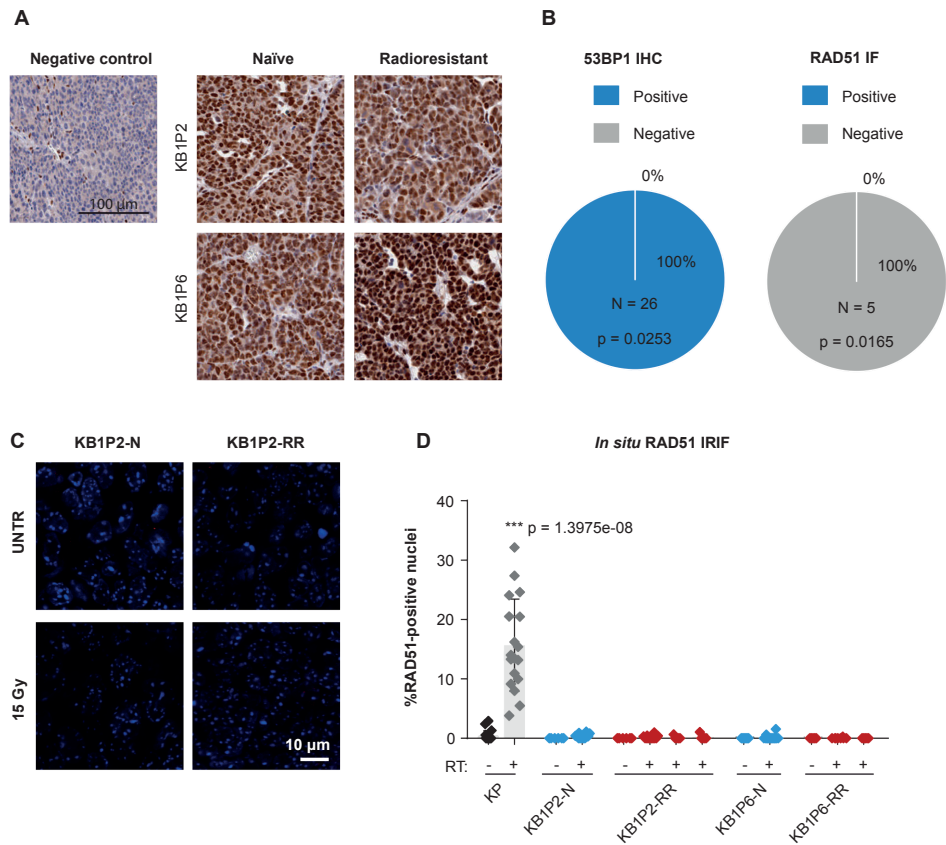 A
Negative control
Naïve
Radioresistant
KB1P2
100 µm
KB1P6
B
53BP1 IHC
RAD51 IF
Positive
Negative
Positive
Negative
0%
100%
N = 26
p = 0.0253
0%
100%
N = 5
p = 0.0165
C
KB1P2-N
KB1P2-RR
UNTR
15 Gy
10 µm
D
In situ RAD51 IRIF
%RAD51-positive nuclei
40
30
20
10
0
*** p = 1.3975e-08
RT: - + - + - + + + - + - + +
KP
KB1P2-N
KB1P2-RR
KB1P6-N
KB1P6-RR